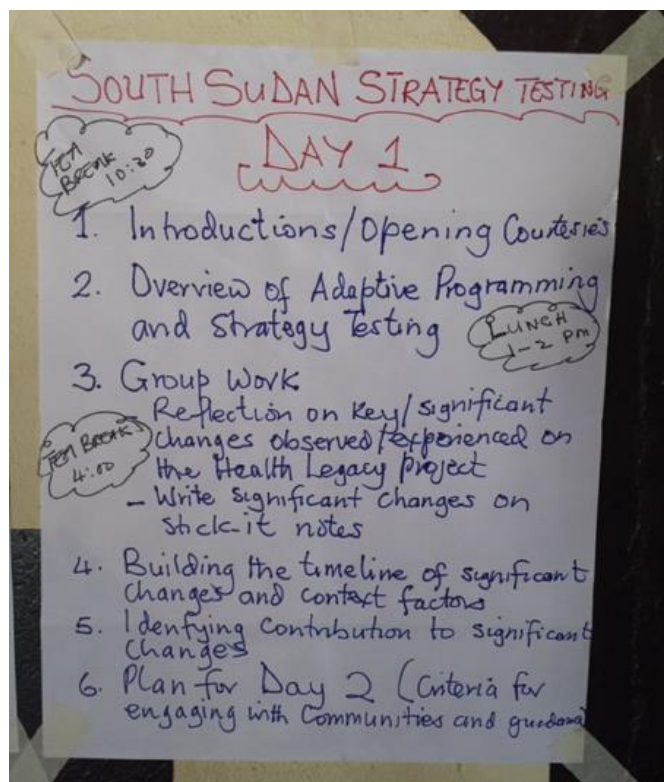 SOUTH SUDAN STRATEGY TESTING
DAY 1
TEA
BREAK
10:30
1. Introductions/Opening Courtesies
2. Overview of Adaptive Programming
and Strategy Testing
LUNCH
1-2 pm
3. Group Work
- Reflection on key/significant
changes observed/experienced on
the Health Legacy Project
- Write significant changes on
stick-it notes
TEA BREAK
4:00
4. Building the timeline of significant
changes and context factors
5. Idenfying contribution to significant
changes
6. Plan for Day 2 (Criteria for
engaging with Communities and